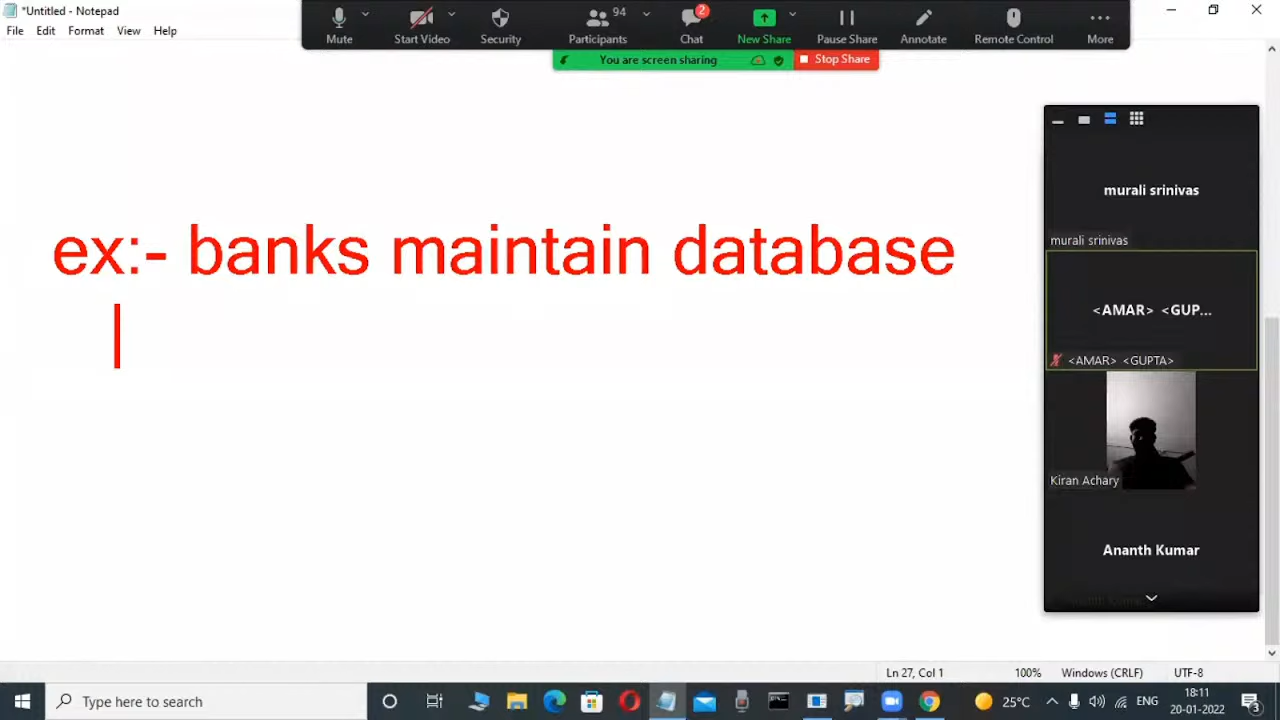 *Untitled - Notepad
File Edit Format View Help
94
2
Mute Start Video Security Participants Chat New Share Pause Share Annotate Remote Control More
You are screen sharing Stop Share
ex:- banks maintain database
murali srinivas
murali srinivas
<AMAR> <GUP...
<AMAR> <GUPTA>
Kiran Achary
Ananth Kumar
Ln 27, Col 1 100% Windows (CRLF) UTF-8
Type here to search
25°C
ENG
18:11
20-01-2022
3